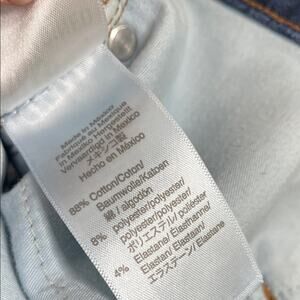 Made in México
Fabriqué au Mexique
In Mexico Hergestellt
Vervaardigd in Mexico
メキシコ製
Hecho en México
88% Cotton/Coton/
Baumwolle/Katoen
綿 / algodón
8% polyester/polyester/
polyester/polyester/
ポリエステル/ poliéster
4% Elastane/ Elasthanne/
Elastan/ Elastaan/
エラステーン/ Elastane